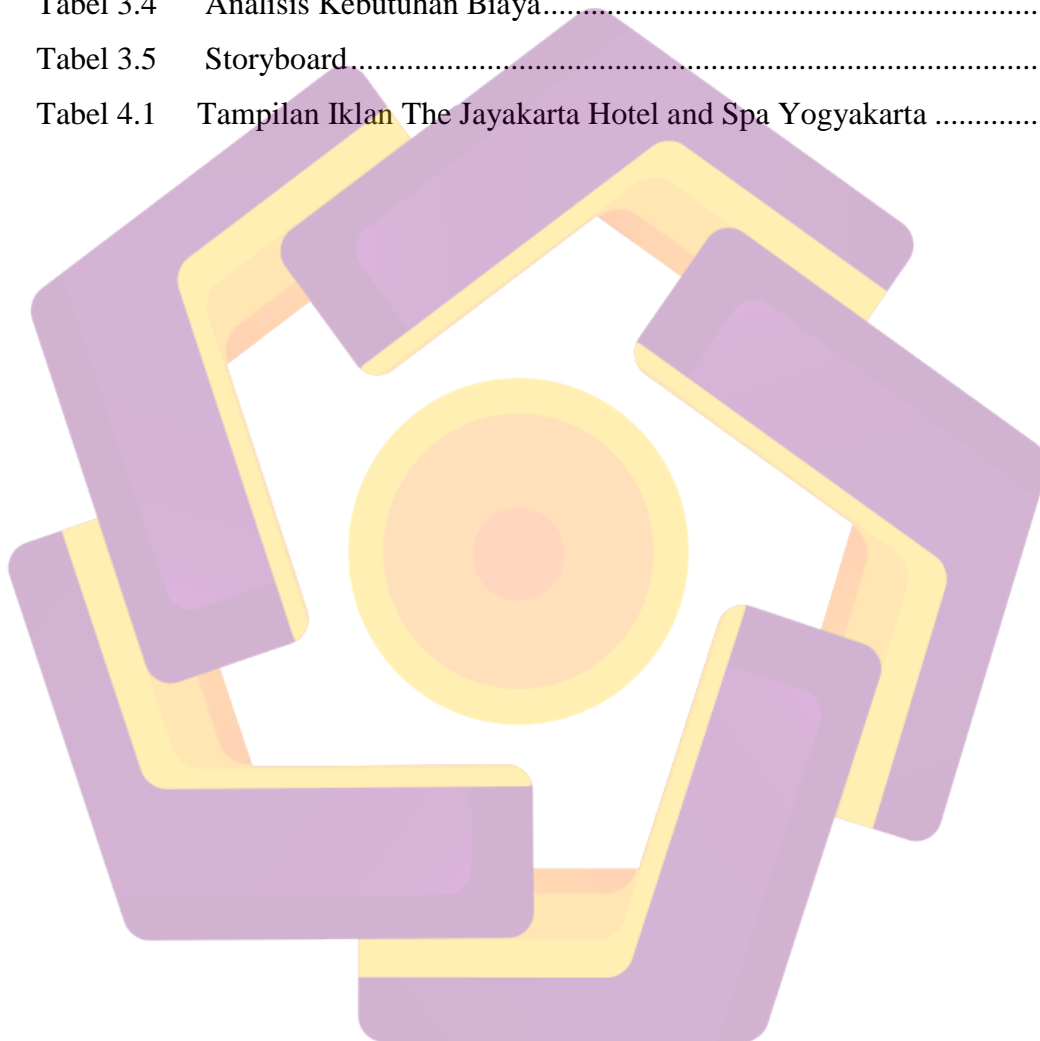 Tabel 3.4 Analisis Kebutuhan Biaya..........................................................
Tabel 3.5 Storyboard................................................................................
Tabel 4.1 Tampilan Iklan The Jayakarta Hotel and Spa Yogyakarta .............